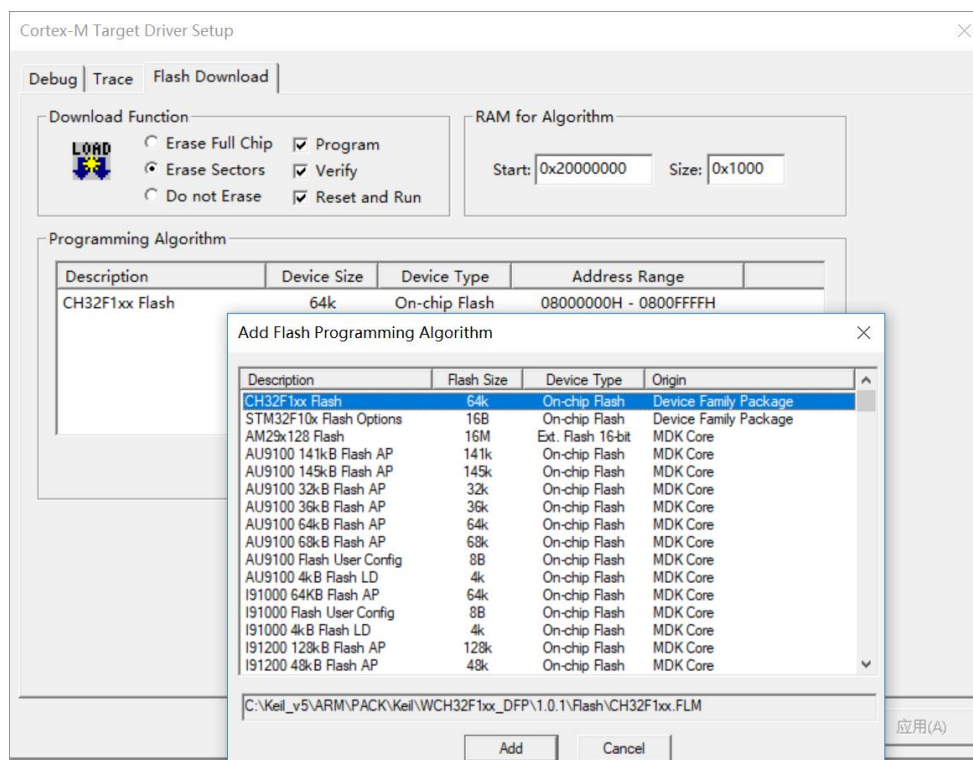 Cortex-M Target Driver Setup
Debug Trace Flash Download
Download Function
LOAD
Erase Full Chip
Erase Sectors
Do not Erase
Program
Verify
Reset and Run
RAM for Algorithm
Start: 0x20000000 Size: 0x1000
Programming Algorithm
Description Device Size Device Type Address Range
CH32F1xx Flash 64k On-chip Flash 08000000H - 0800FFFFH
Add Flash Programming Algorithm
Description Flash Size Device Type Origin
CH32F1xx Flash 64k On-chip Flash Device Family Package
STM32F10x Flash Options 16B On-chip Flash Device Family Package
AM29x128 Flash 16M Ext. Flash 16-bit MDK Core
AU9100 141kB Flash AP 141k On-chip Flash MDK Core
AU9100 145kB Flash AP 145k On-chip Flash MDK Core
AU9100 32kB Flash AP 32k On-chip Flash MDK Core
AU9100 36kB Flash AP 36k On-chip Flash MDK Core
AU9100 64kB Flash AP 64k On-chip Flash MDK Core
AU9100 68kB Flash AP 68k On-chip Flash MDK Core
AU9100 Flash User Config 8B On-chip Flash MDK Core
AU9100 4kB Flash LD 4k On-chip Flash MDK Core
I91000 64KB Flash AP 64k On-chip Flash MDK Core
I91000 Flash User Config 8B On-chip Flash MDK Core
I91000 4kB Flash LD 4k On-chip Flash MDK Core
I91200 128kB Flash AP 128k On-chip Flash MDK Core
I91200 48kB Flash AP 48k On-chip Flash MDK Core
C:\Keil_v5\ARM\PACK\Keil\WCH32F1xx_DFP\1.0.1\Flash\CH32F1xx.FLM
Add Cancel
应用(A)